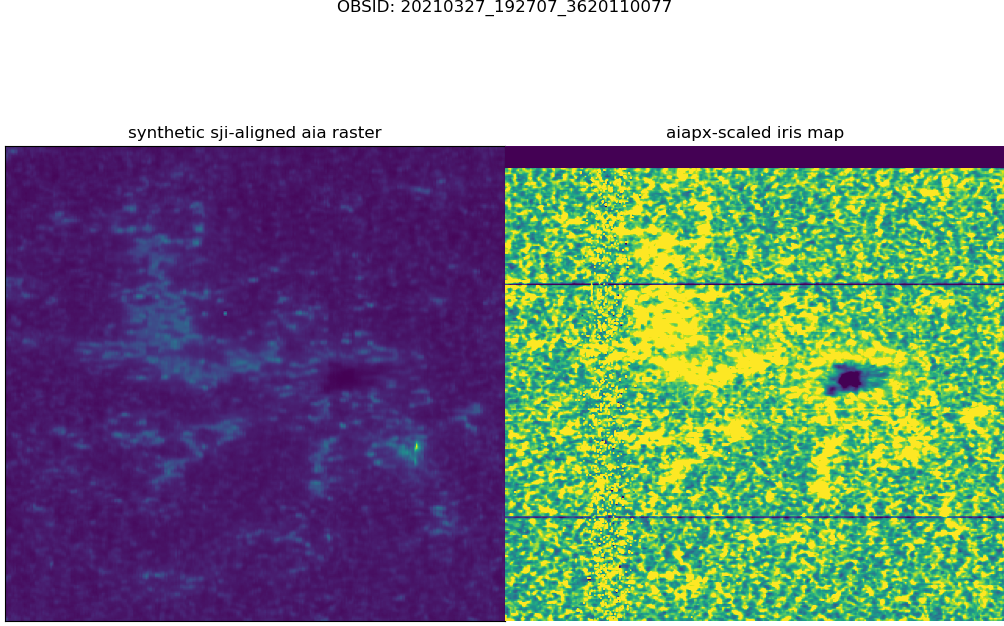 OBSID: 20210327_192707_3620110077
synthetic sji-aligned aia raster
aiapx-scaled iris map